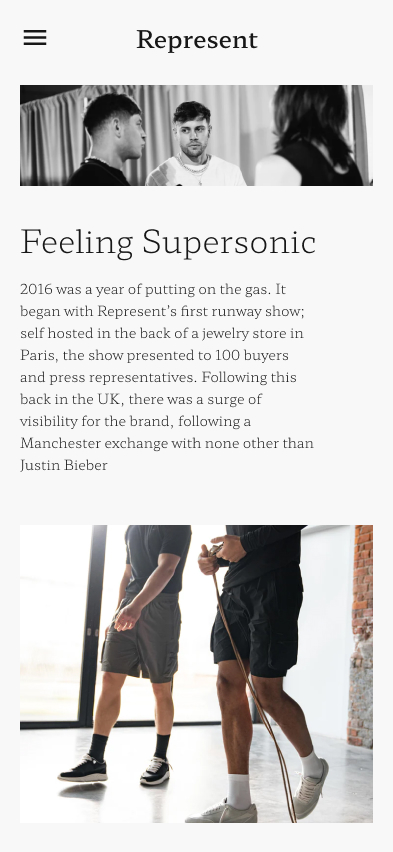 Represent
Feeling Supersonic
2016 was a year of putting on the gas. It
began with Represent’s first runway show;
self hosted in the back of a jewelry store in
Paris, the show presented to 100 buyers
and press representatives. Following this
back in the UK, there was a surge of
visibility for the brand, following a
Manchester exchange with none other than
Justin Bieber